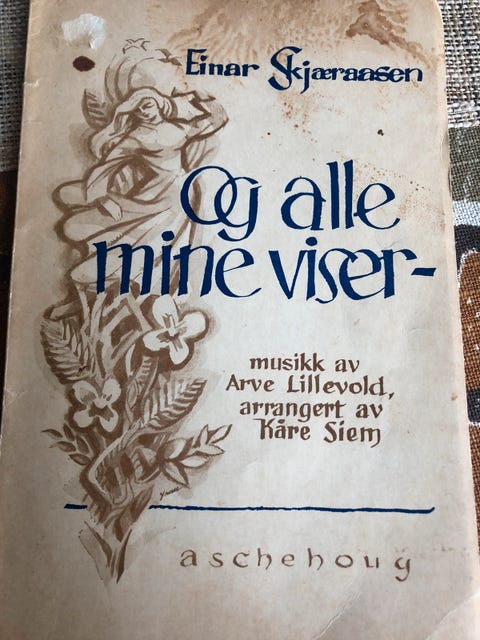 Einar Skjæraasen
Og alle
mine viser-
musikk av
Arve Lillevold,
arrangert av
Kåre Siem
aschehoug